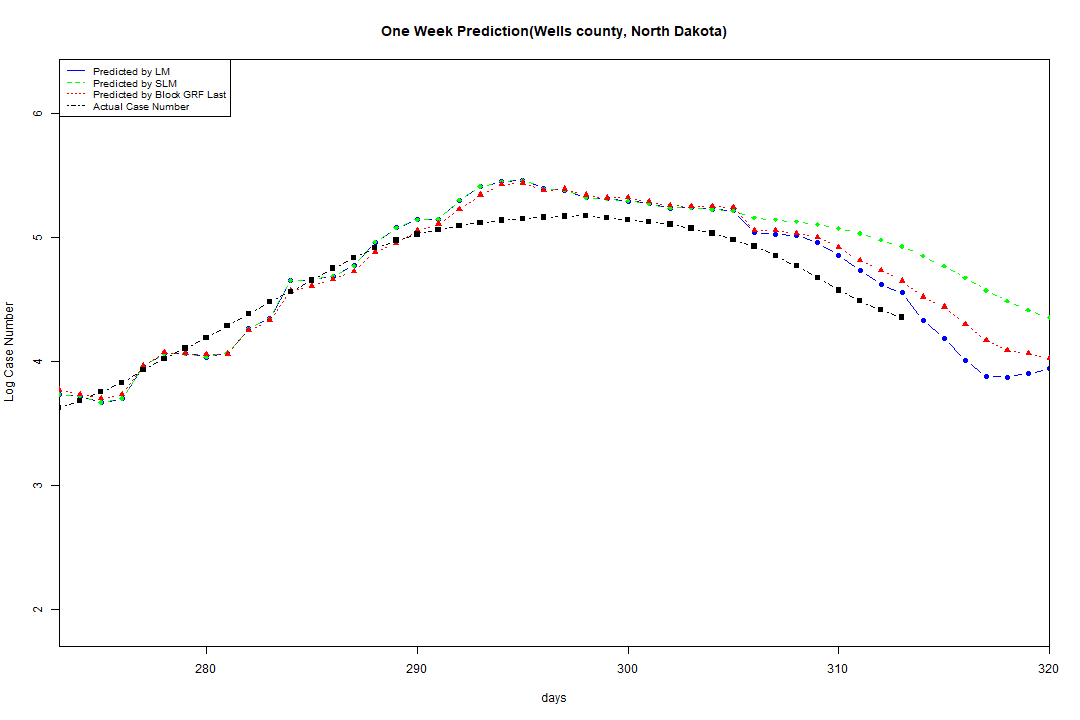 One Week Prediction(Wells county, North Dakota)
Predicted by LM
Predicted by SLM
Predicted by Block GRF Last
Actual Case Number
Log Case Number
6
5
4
3
2
280 290 300 310 320
days